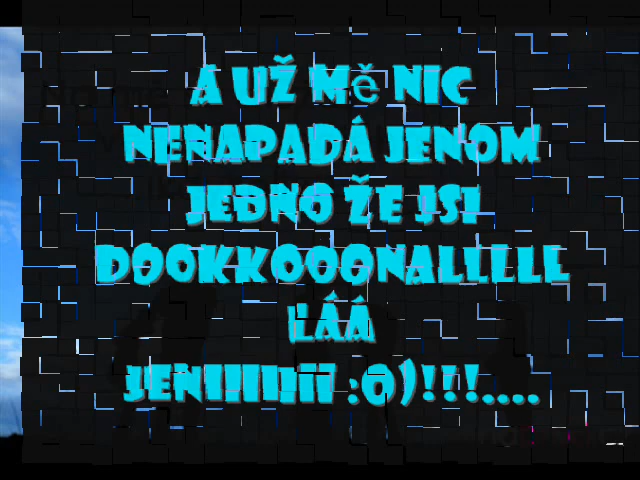 A UŽ Mě NIC
NENAPADÁ JENOM
JEDNO ŽE JSI
DOOKKOOONALLLLL
LÁÁ
JENIIIIIII :O)!!!....